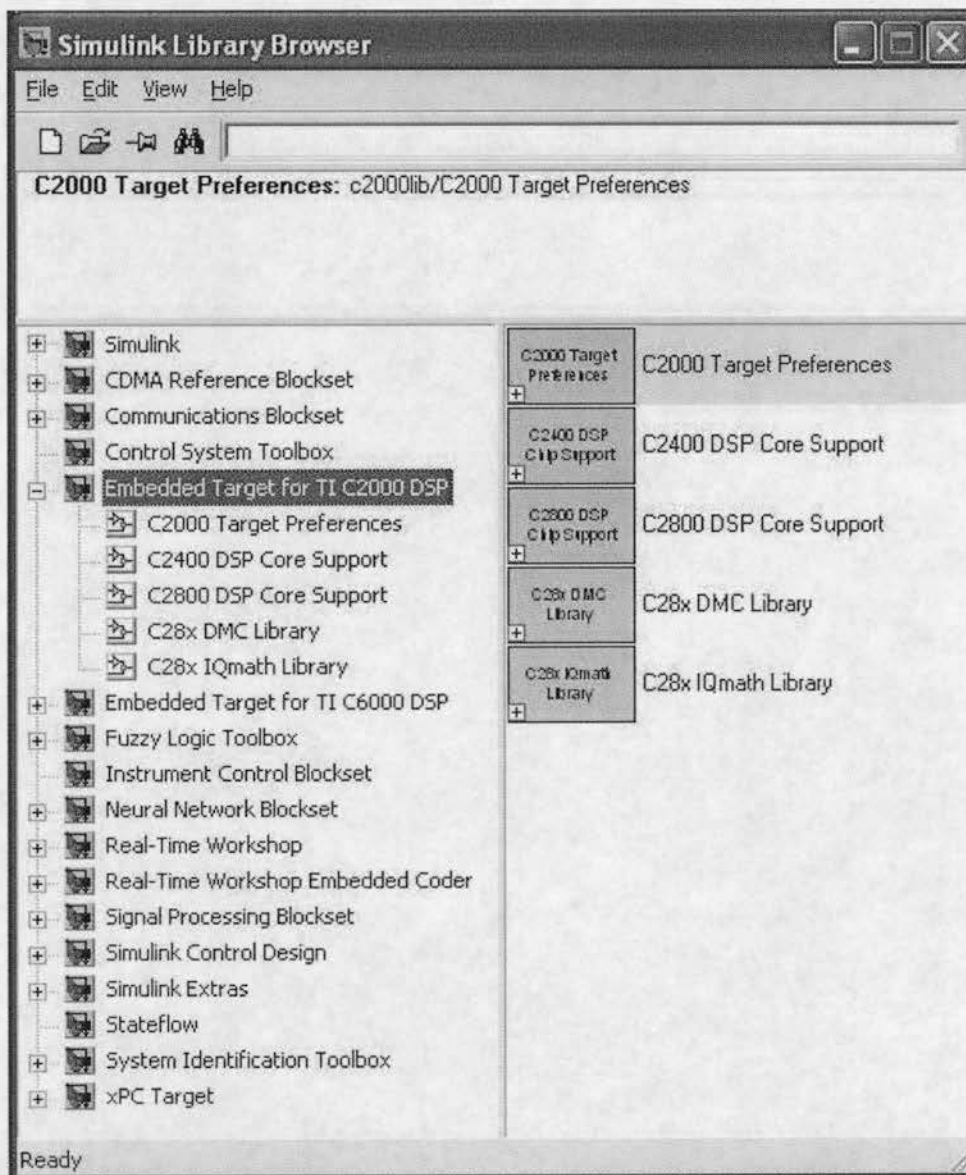 Simulink Library Browser
File Edit View Help
C2000 Target Preferences: c2000lib/C2000 Target Preferences
Simulink
CDMA Reference Blockset
Communications Blockset
Control System Toolbox
Embedded Target for TI C2000 DSP
C2000 Target Preferences
C2400 DSP Core Support
C2800 DSP Core Support
C28x DMC Library
C28x IQmath Library
Embedded Target for TI C6000 DSP
Fuzzy Logic Toolbox
Instrument Control Blockset
Neural Network Blockset
Real-Time Workshop
Real-Time Workshop Embedded Coder
Signal Processing Blockset
Simulink Control Design
Simulink Extras
Stateflow
System Identification Toolbox
xPC Target
C2000 Target
Preferences
C2000 Target Preferences
C2400 DSP
Chip Support
C2400 DSP Core Support
C2800 DSP
Chip Support
C2800 DSP Core Support
C28x DMC
Library
C28x DMC Library
C28x IQmath
Library
C28x IQmath Library
Ready